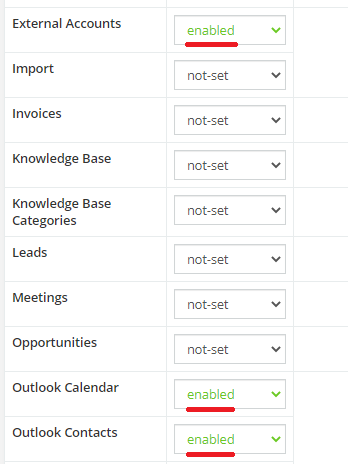 External Accounts enabled
Import not-set
Invoices not-set
Knowledge Base not-set
Knowledge Base
Categories not-set
Leads not-set
Meetings not-set
Opportunities not-set
Outlook Calendar enabled
Outlook Contacts enabled